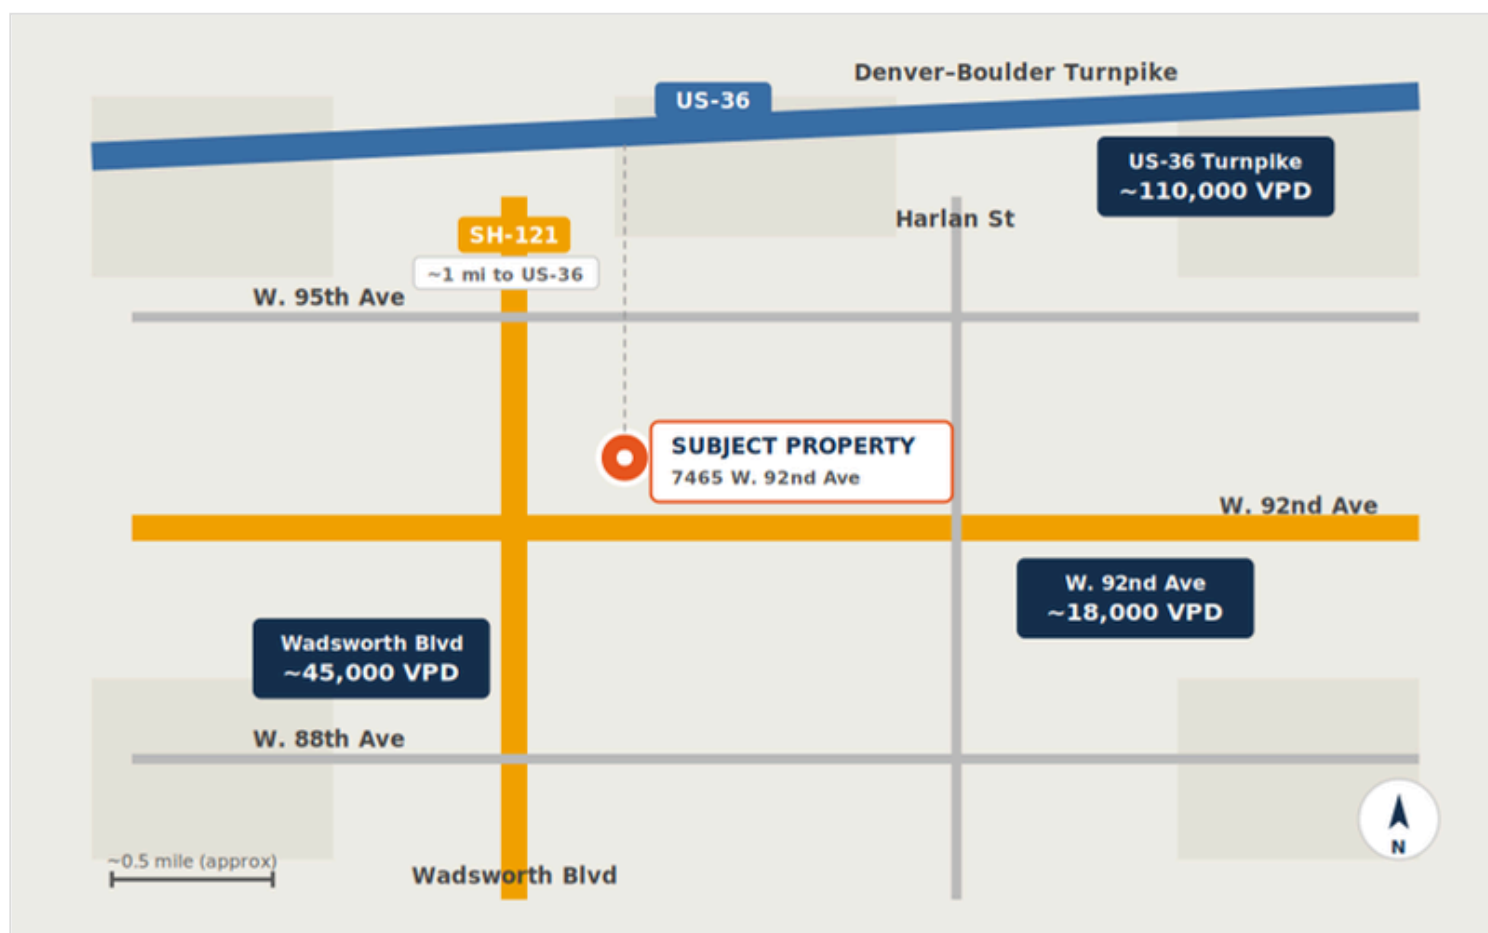 Denver–Boulder Turnpike
US-36
US-36 Turnpike
~110,000 VPD
Harlan St
SH-121
~1 mi to US-36
W. 95th Ave
SUBJECT PROPERTY
7465 W. 92nd Ave
W. 92nd Ave
W. 92nd Ave
~18,000 VPD
Wadsworth Blvd
~45,000 VPD
W. 88th Ave
N
~0.5 mile (approx)
Wadsworth Blvd